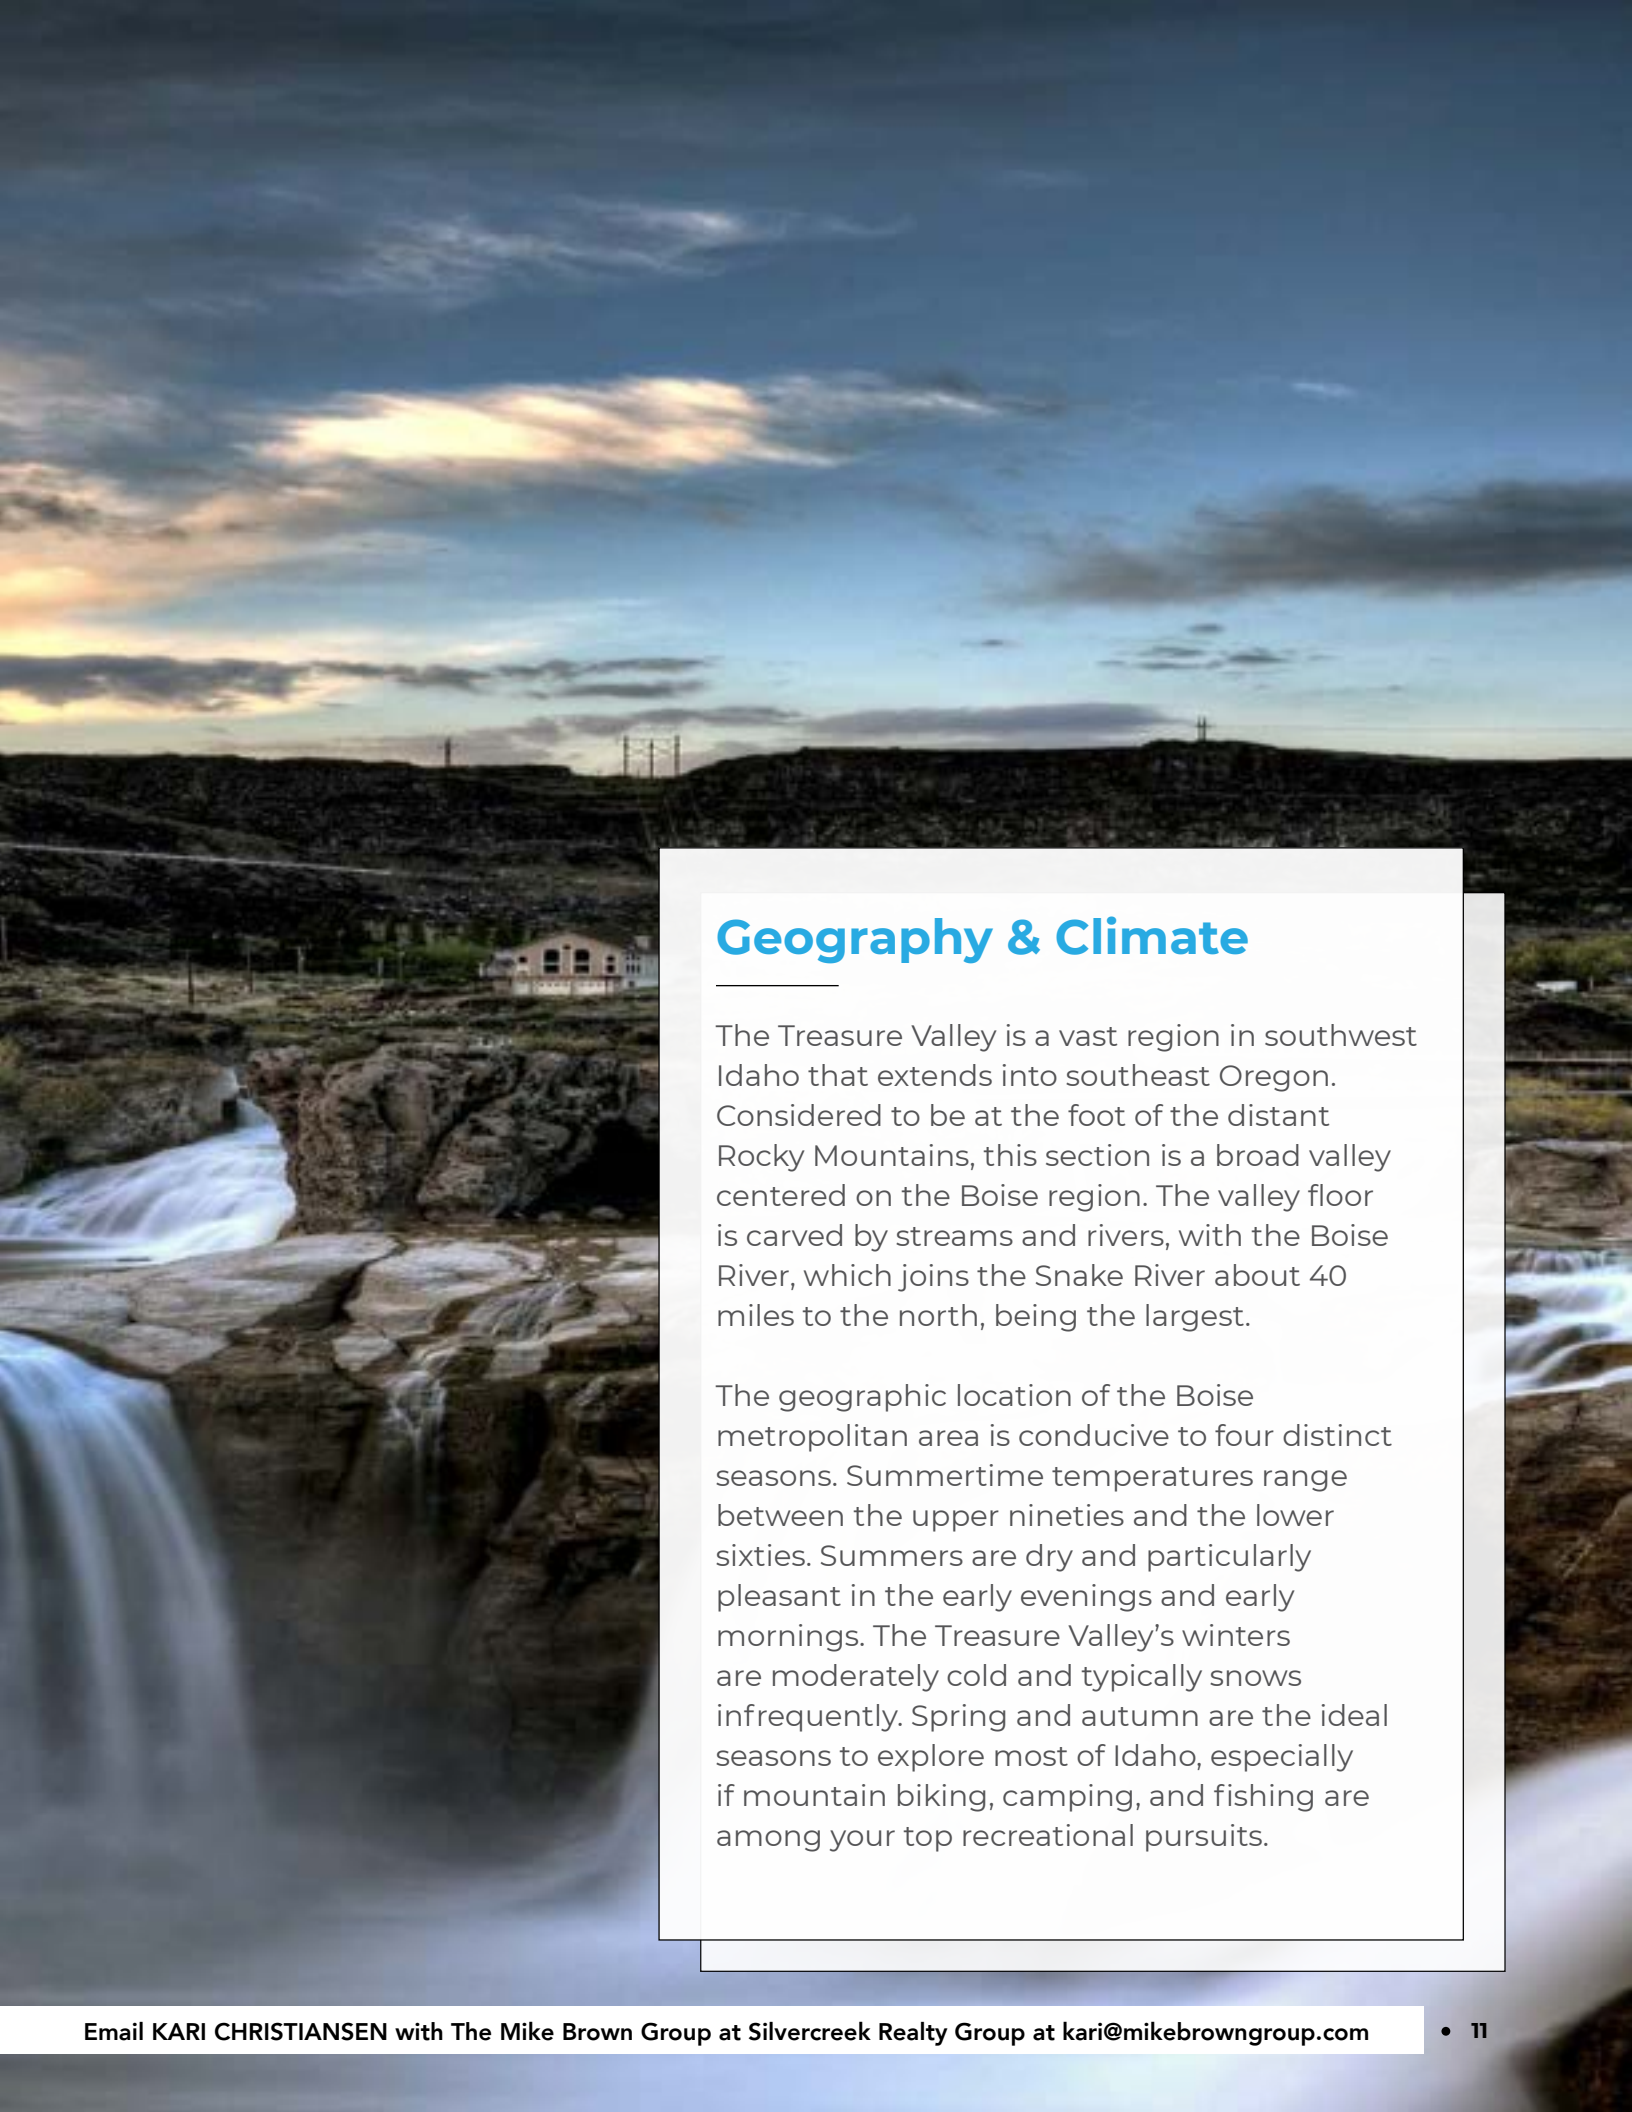 Geography & Climate
The Treasure Valley is a vast region in southwest
Idaho that extends into southeast Oregon.
Considered to be at the foot of the distant
Rocky Mountains, this section is a broad valley
centered on the Boise region. The valley floor
is carved by streams and rivers, with the Boise
River, which joins the Snake River about 40
miles to the north, being the largest.
The geographic location of the Boise
metropolitan area is conducive to four distinct
seasons. Summertime temperatures range
between the upper nineties and the lower
sixties. Summers are dry and particularly
pleasant in the early evenings and early
mornings. The Treasure Valley’s winters
are moderately cold and typically snows
infrequently. Spring and autumn are the ideal
seasons to explore most of Idaho, especially
if mountain biking, camping, and fishing are
among your top recreational pursuits.
Email KARI CHRISTIANSEN with The Mike Brown Group at Silvercreek Realty Group at kari@mikebrowngroup.com • 11